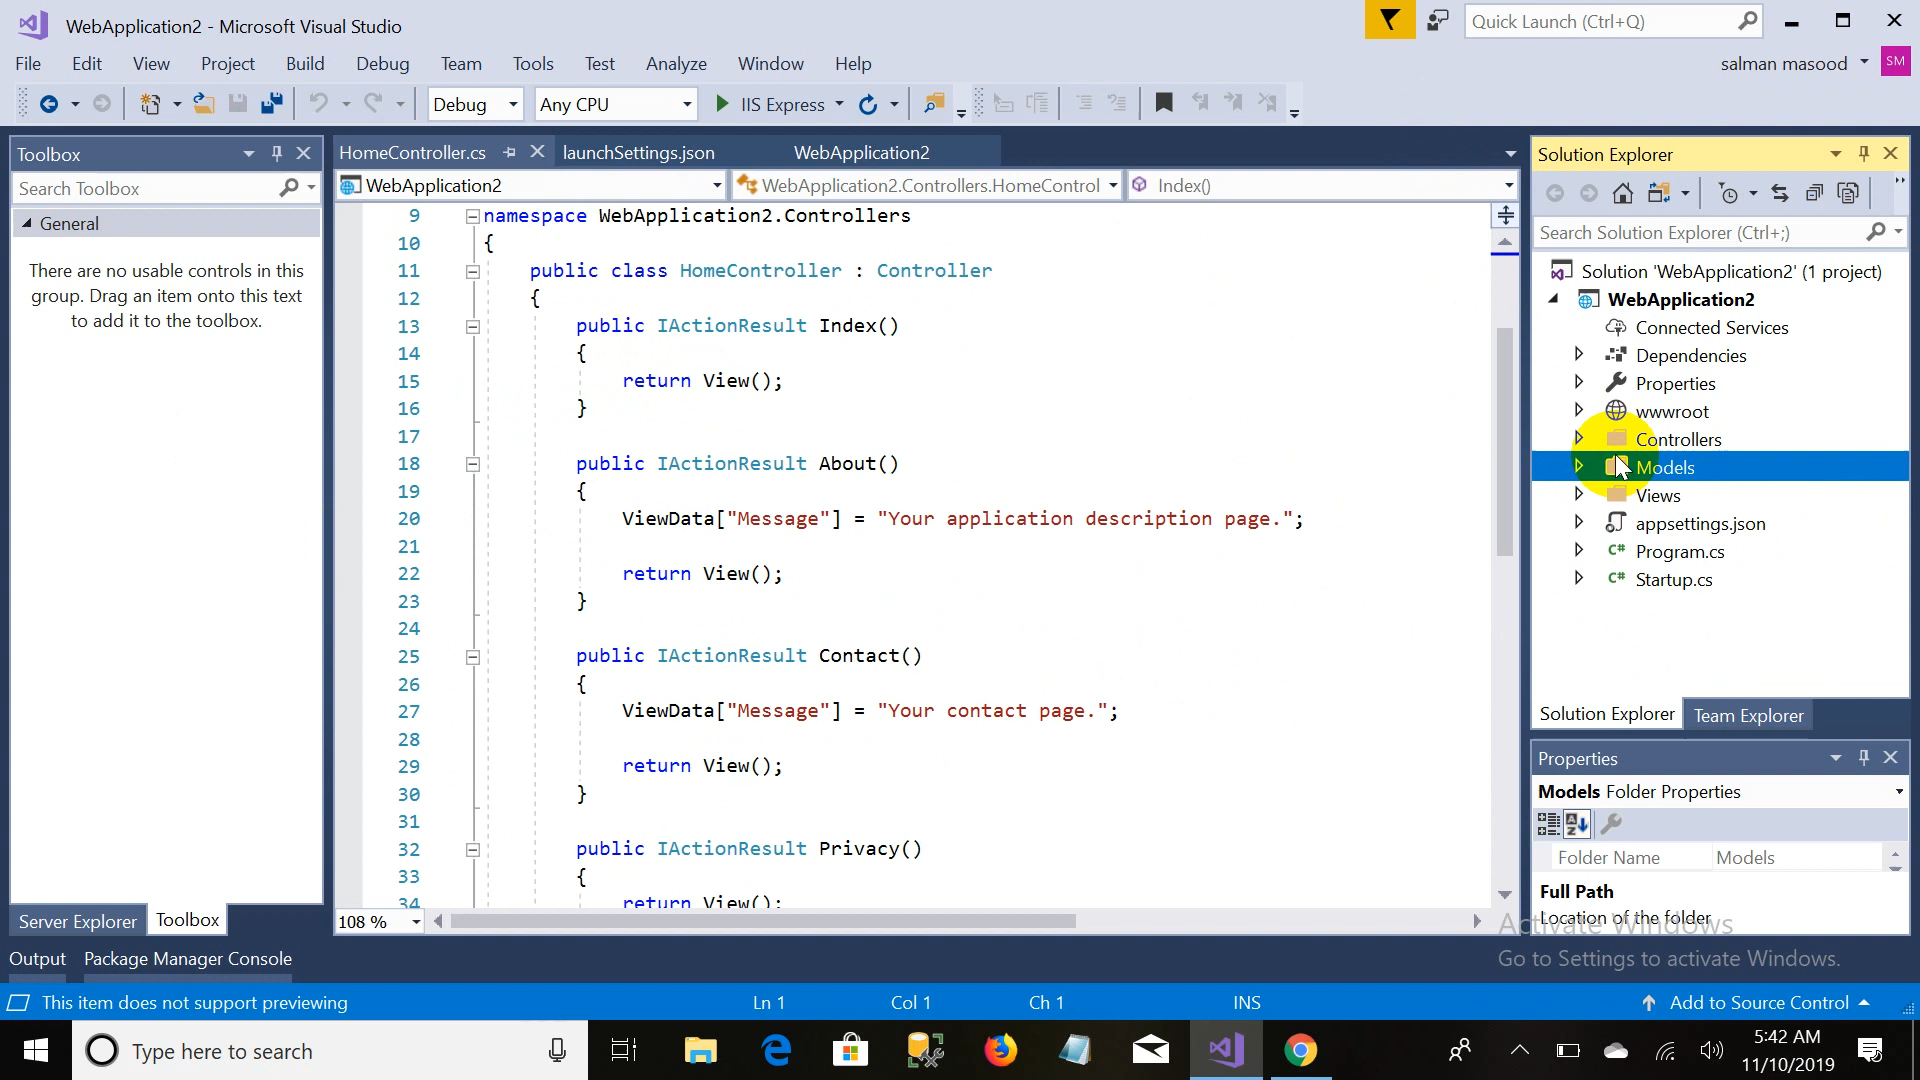 WebApplication2 - Microsoft Visual Studio
Quick Launch (Ctrl+Q)
File Edit View Project Build Debug Team Tools Test Analyze Window Help
salman masood SM
Debug Any CPU IIS Express
Toolbox
Search Toolbox
General
There are no usable controls in this
group. Drag an item onto this text
to add it to the toolbox.
Server Explorer Toolbox
HomeController.cs launchSettings.json WebApplication2
WebApplication2 WebApplication2.Controllers.HomeControl Index()
9 namespace WebApplication2.Controllers
10 {
11 public class HomeController : Controller
12 {
13 public IActionResult Index()
14 {
15 return View();
16 }
17
18 public IActionResult About()
19 {
20 ViewData["Message"] = "Your application description page.";
21
22 return View();
23 }
24
25 public IActionResult Contact()
26 {
27 ViewData["Message"] = "Your contact page.";
28
29 return View();
30 }
31
32 public IActionResult Privacy()
33 {
34 return View();
108 %
Solution Explorer
Search Solution Explorer (Ctrl+;)
Solution 'WebApplication2' (1 project)
WebApplication2
Connected Services
Dependencies
Properties
wwwroot
Controllers
Models
Views
appsettings.json
C# Program.cs
C# Startup.cs
Solution Explorer Team Explorer
Properties
Models Folder Properties
Folder Name Models
Full Path
Location of the folder
Activate Windows
Go to Settings to activate Windows.
Output Package Manager Console
This item does not support previewing Ln 1 Col 1 Ch 1 INS Add to Source Control
Type here to search
5:42 AM
11/10/2019